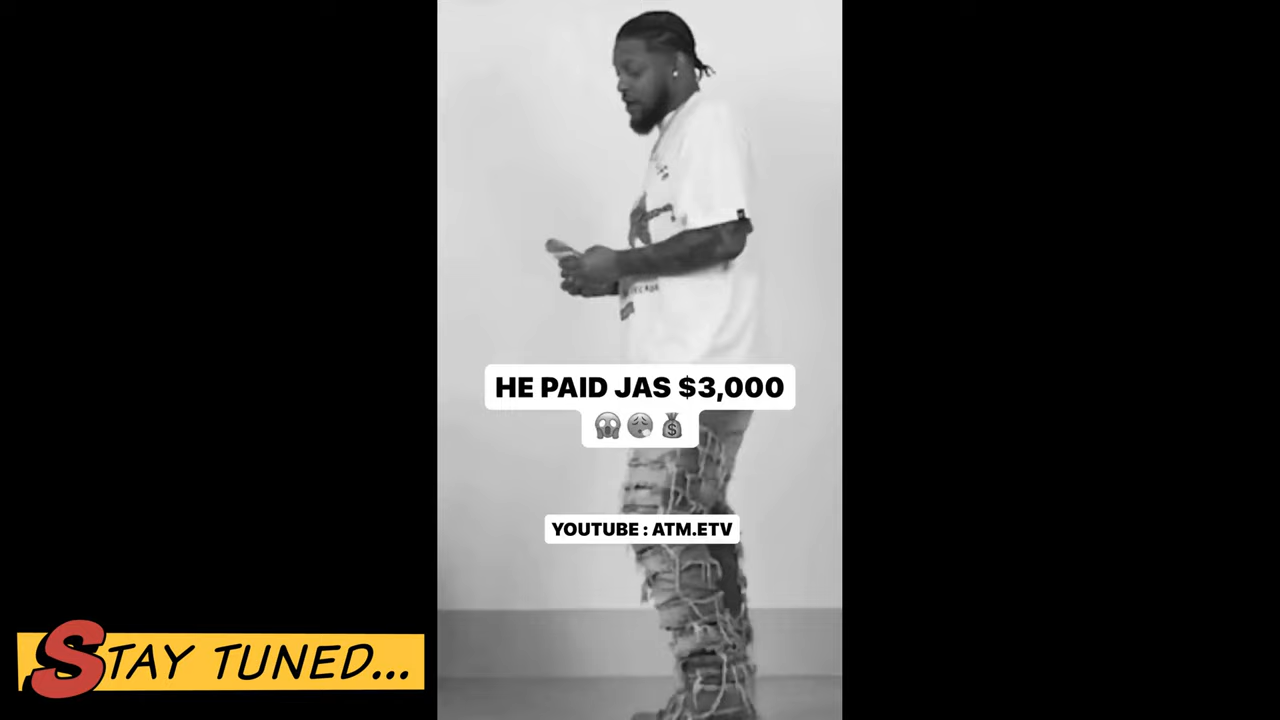 HE PAID JAS $3,000
YOUTUBE : ATM.ETV
STAY TUNED...